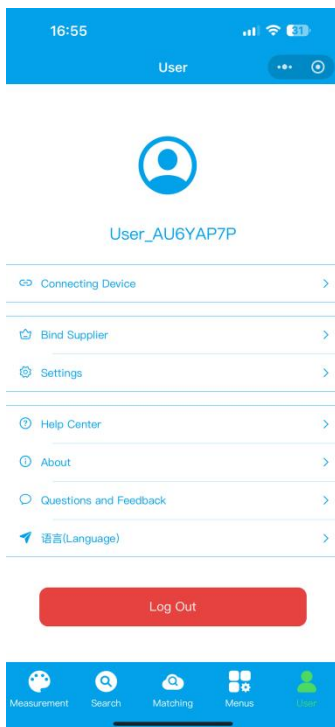 16:55
31
User
User_AU6YAP7P
Connecting Device
Bind Supplier
Settings
Help Center
About
Questions and Feedback
语言(Language)
Log Out
Measurement
Search
Matching
Menus
User